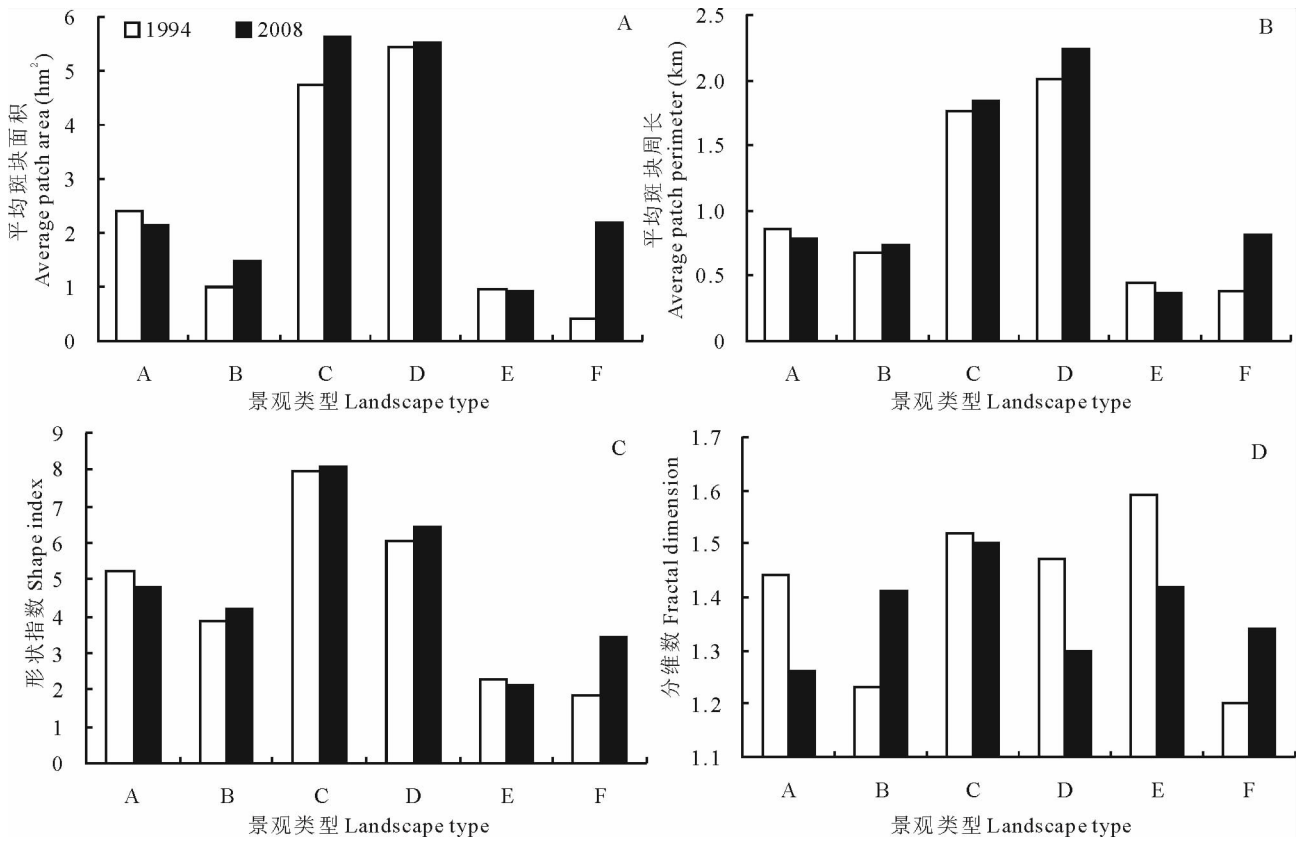 A
1994
2008
平均斑块面积
Average patch area (hm²)
6
5
4
3
2
1
0
A B C D E F
景观类型 Landscape type
B
平均斑块周长
Average patch perimeter (km)
2.5
2.0
1.5
1.0
0.5
0
A B C D E F
景观类型 Landscape type
C
形状指数 Shape index
9
8
7
6
5
4
3
2
1
0
A B C D E F
景观类型 Landscape type
D
分维数 Fractal dimension
1.7
1.6
1.5
1.4
1.3
1.2
1.1
A B C D E F
景观类型 Landscape type